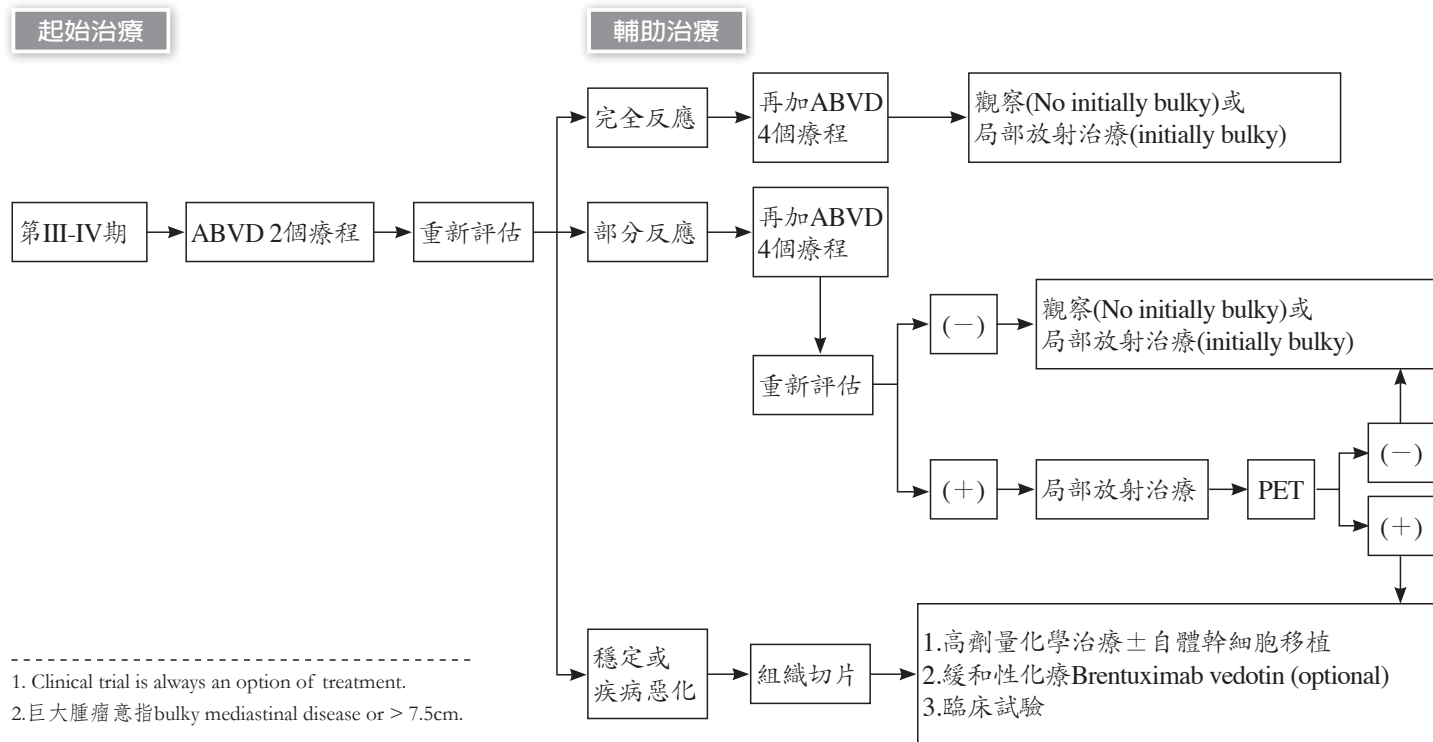 起始治療
輔助治療
第III-IV期
ABVD 2個療程
重新評估
完全反應
再加ABVD
4個療程
觀察(No initially bulky)或
局部放射治療(initially bulky)
部分反應
再加ABVD
4個療程
重新評估
(－)
觀察(No initially bulky)或
局部放射治療(initially bulky)
(＋)
局部放射治療
PET
(－)
(＋)
穩定或
疾病惡化
組織切片
1.高劑量化學治療±自體幹細胞移植
2.緩和性化療Brentuximab vedotin (optional)
3.臨床試驗
1. Clinical trial is always an option of treatment.
2.巨大腫瘤意指bulky mediastinal disease or > 7.5cm.